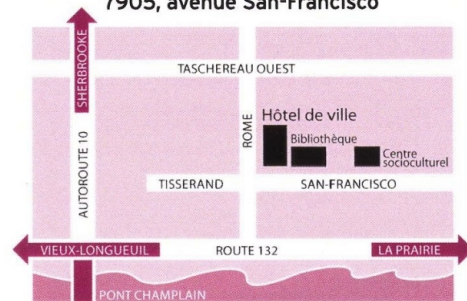 7905, avenue San-Francisco
SHERBROOKE
TASCHEREAU OUEST
AUTOROUTE 10
ROME
Hôtel de ville
Bibliothèque
Centre
socioculturel
TISSERAND
SAN-FRANCISCO
VIEUX-LONGUEUIL
ROUTE 132
LA PRAIRIE
PONT CHAMPLAIN